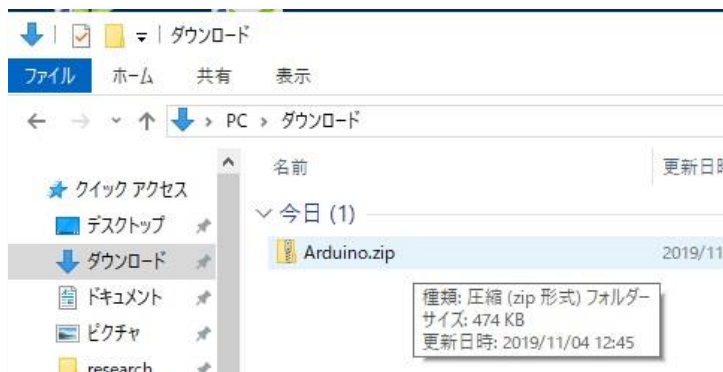 ダウンロード
ファイル ホーム 共有 表示
PC › ダウンロード
名前 更新日時
クイック アクセス
今日 (1)
デスクトップ
Arduino.zip 2019/11
ダウンロード
ドキュメント
種類: 圧縮 (zip 形式) フォルダー
サイズ: 474 KB
ピクチャ
更新日時: 2019/11/04 12:45
research